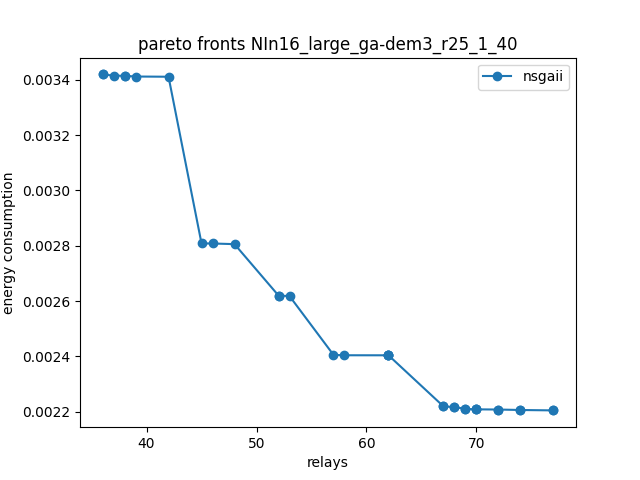 pareto fronts NIn16_large_ga-dem3_r25_1_40
nsgaii
energy consumption
0.0034
0.0032
0.0030
0.0028
0.0026
0.0024
0.0022
40 50 60 70
relays